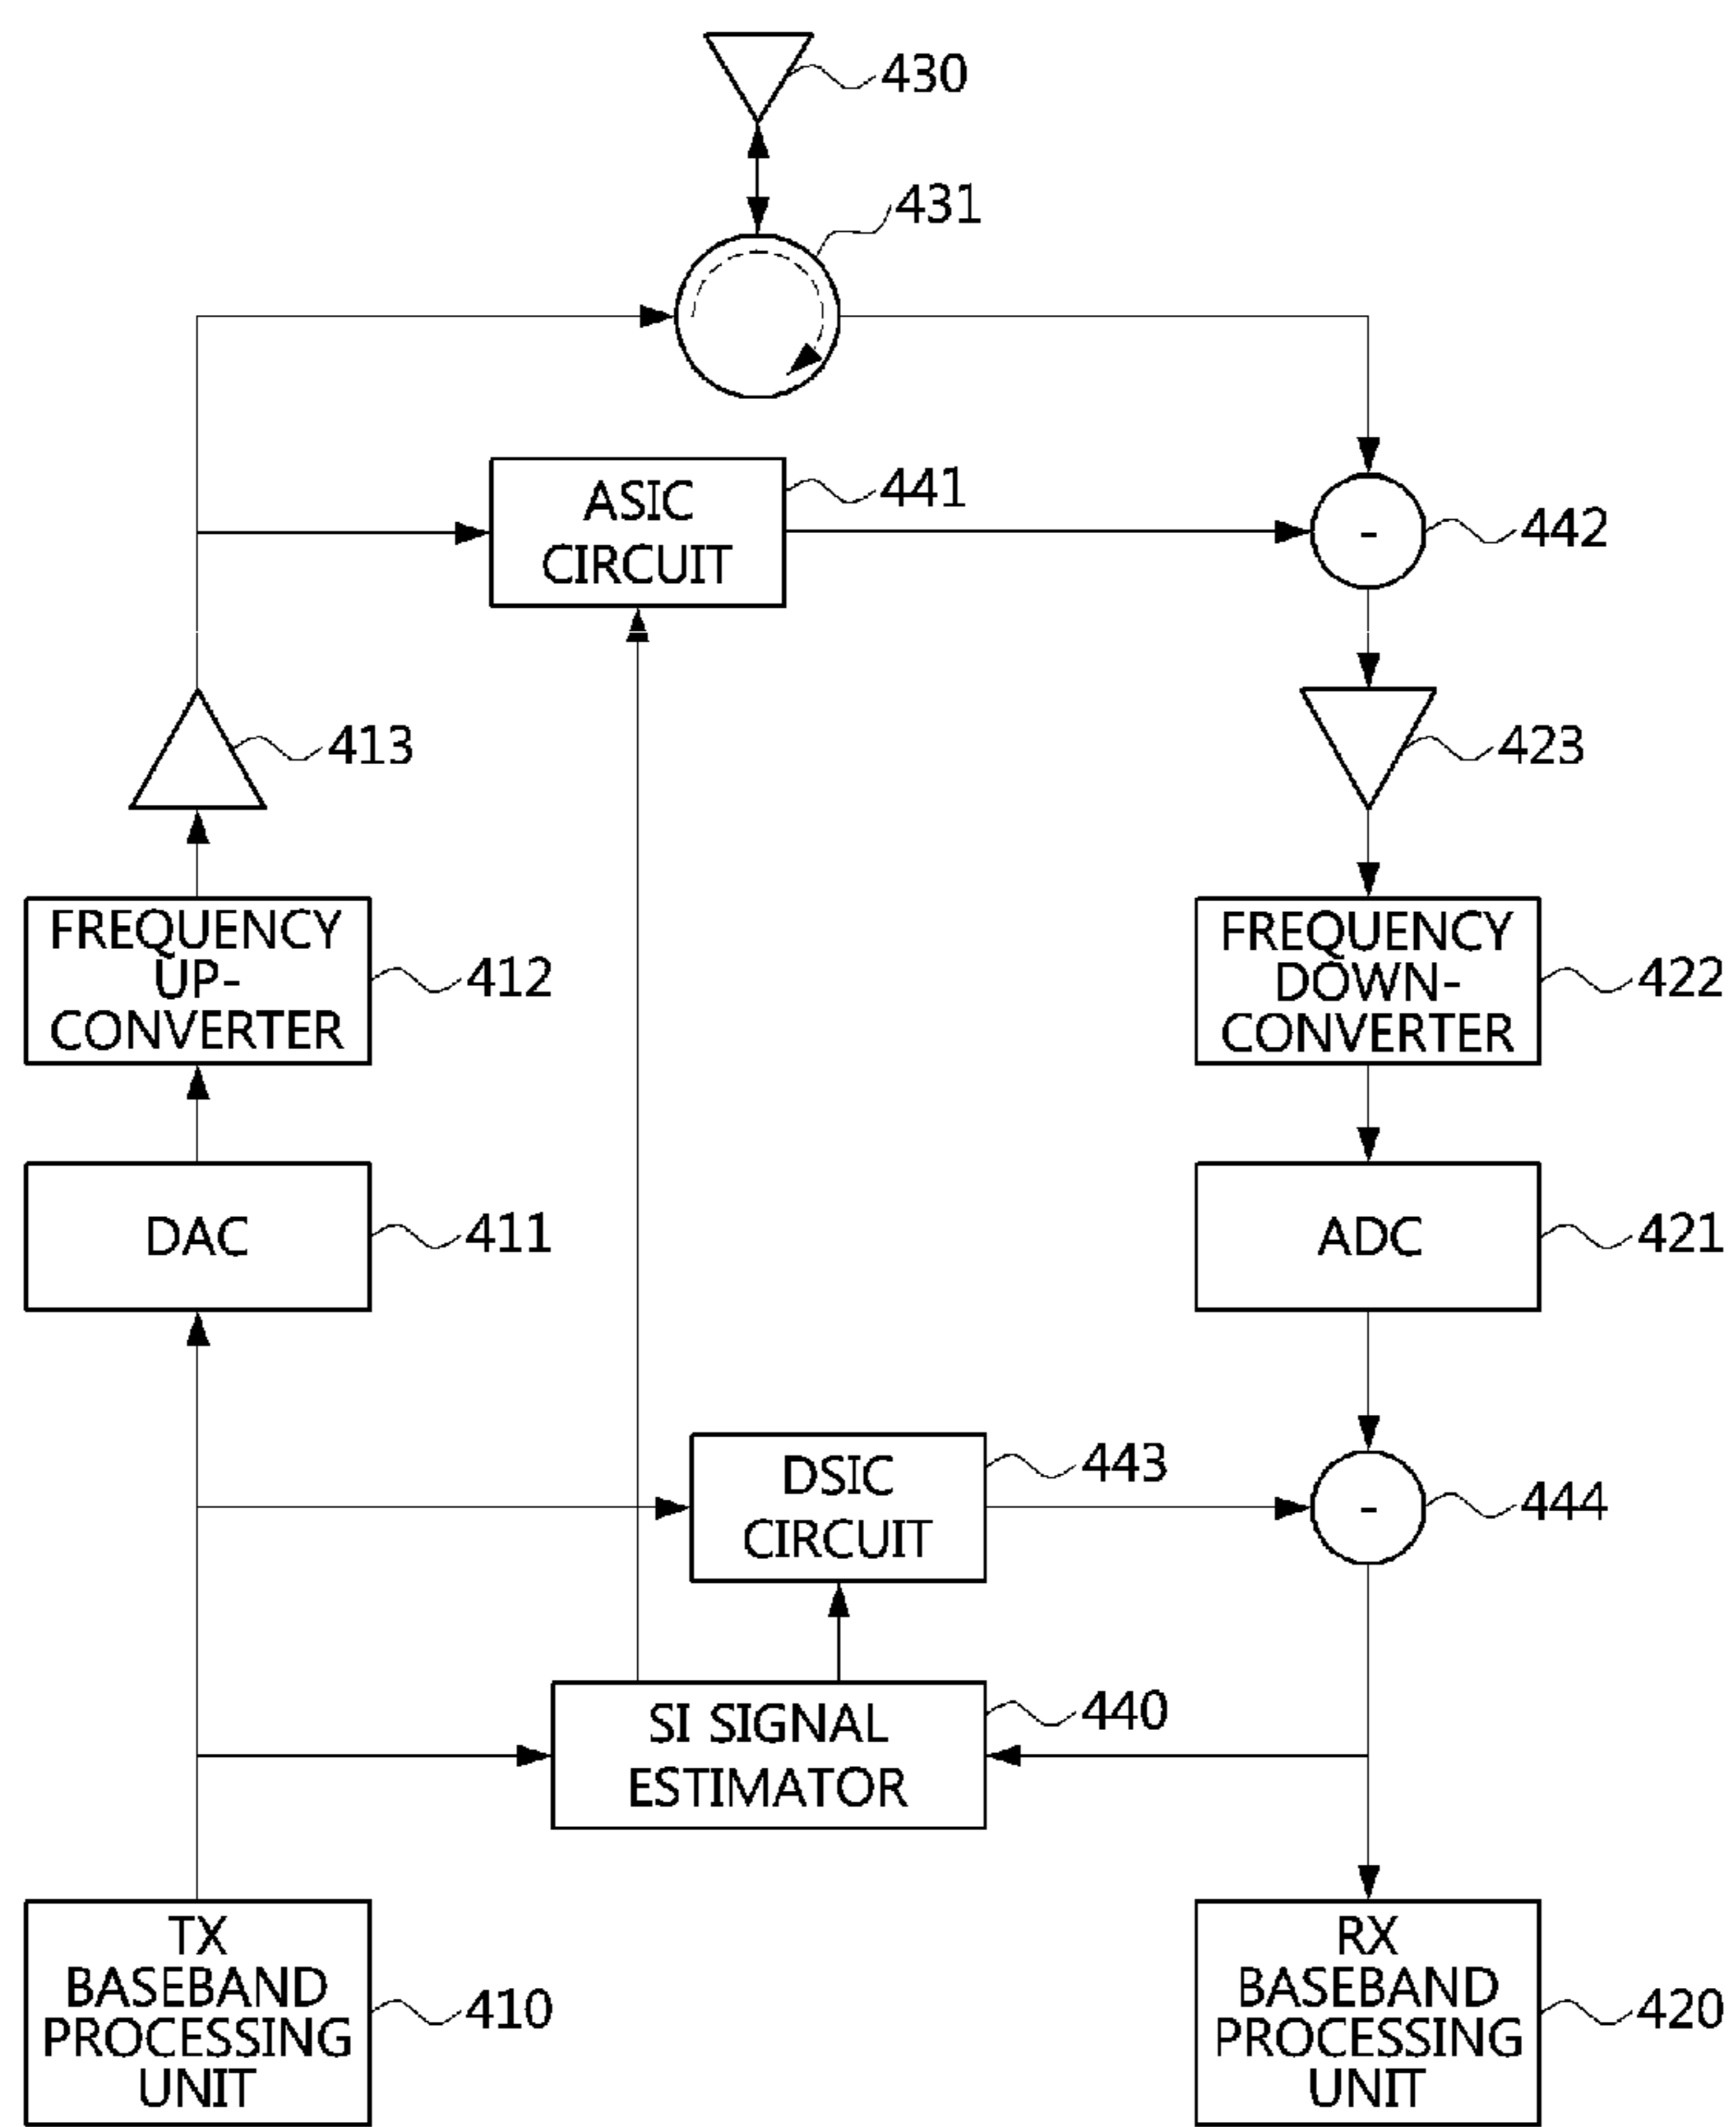 430
431
ASIC
CIRCUIT
441
-
442
413
423
FREQUENCY
UP-
CONVERTER
412
FREQUENCY
DOWN-
CONVERTER
422
DAC
411
ADC
421
DSIC
CIRCUIT
443
-
444
SI SIGNAL
ESTIMATOR
440
TX
BASEBAND
PROCESSING
UNIT
410
RX
BASEBAND
PROCESSING
UNIT
420